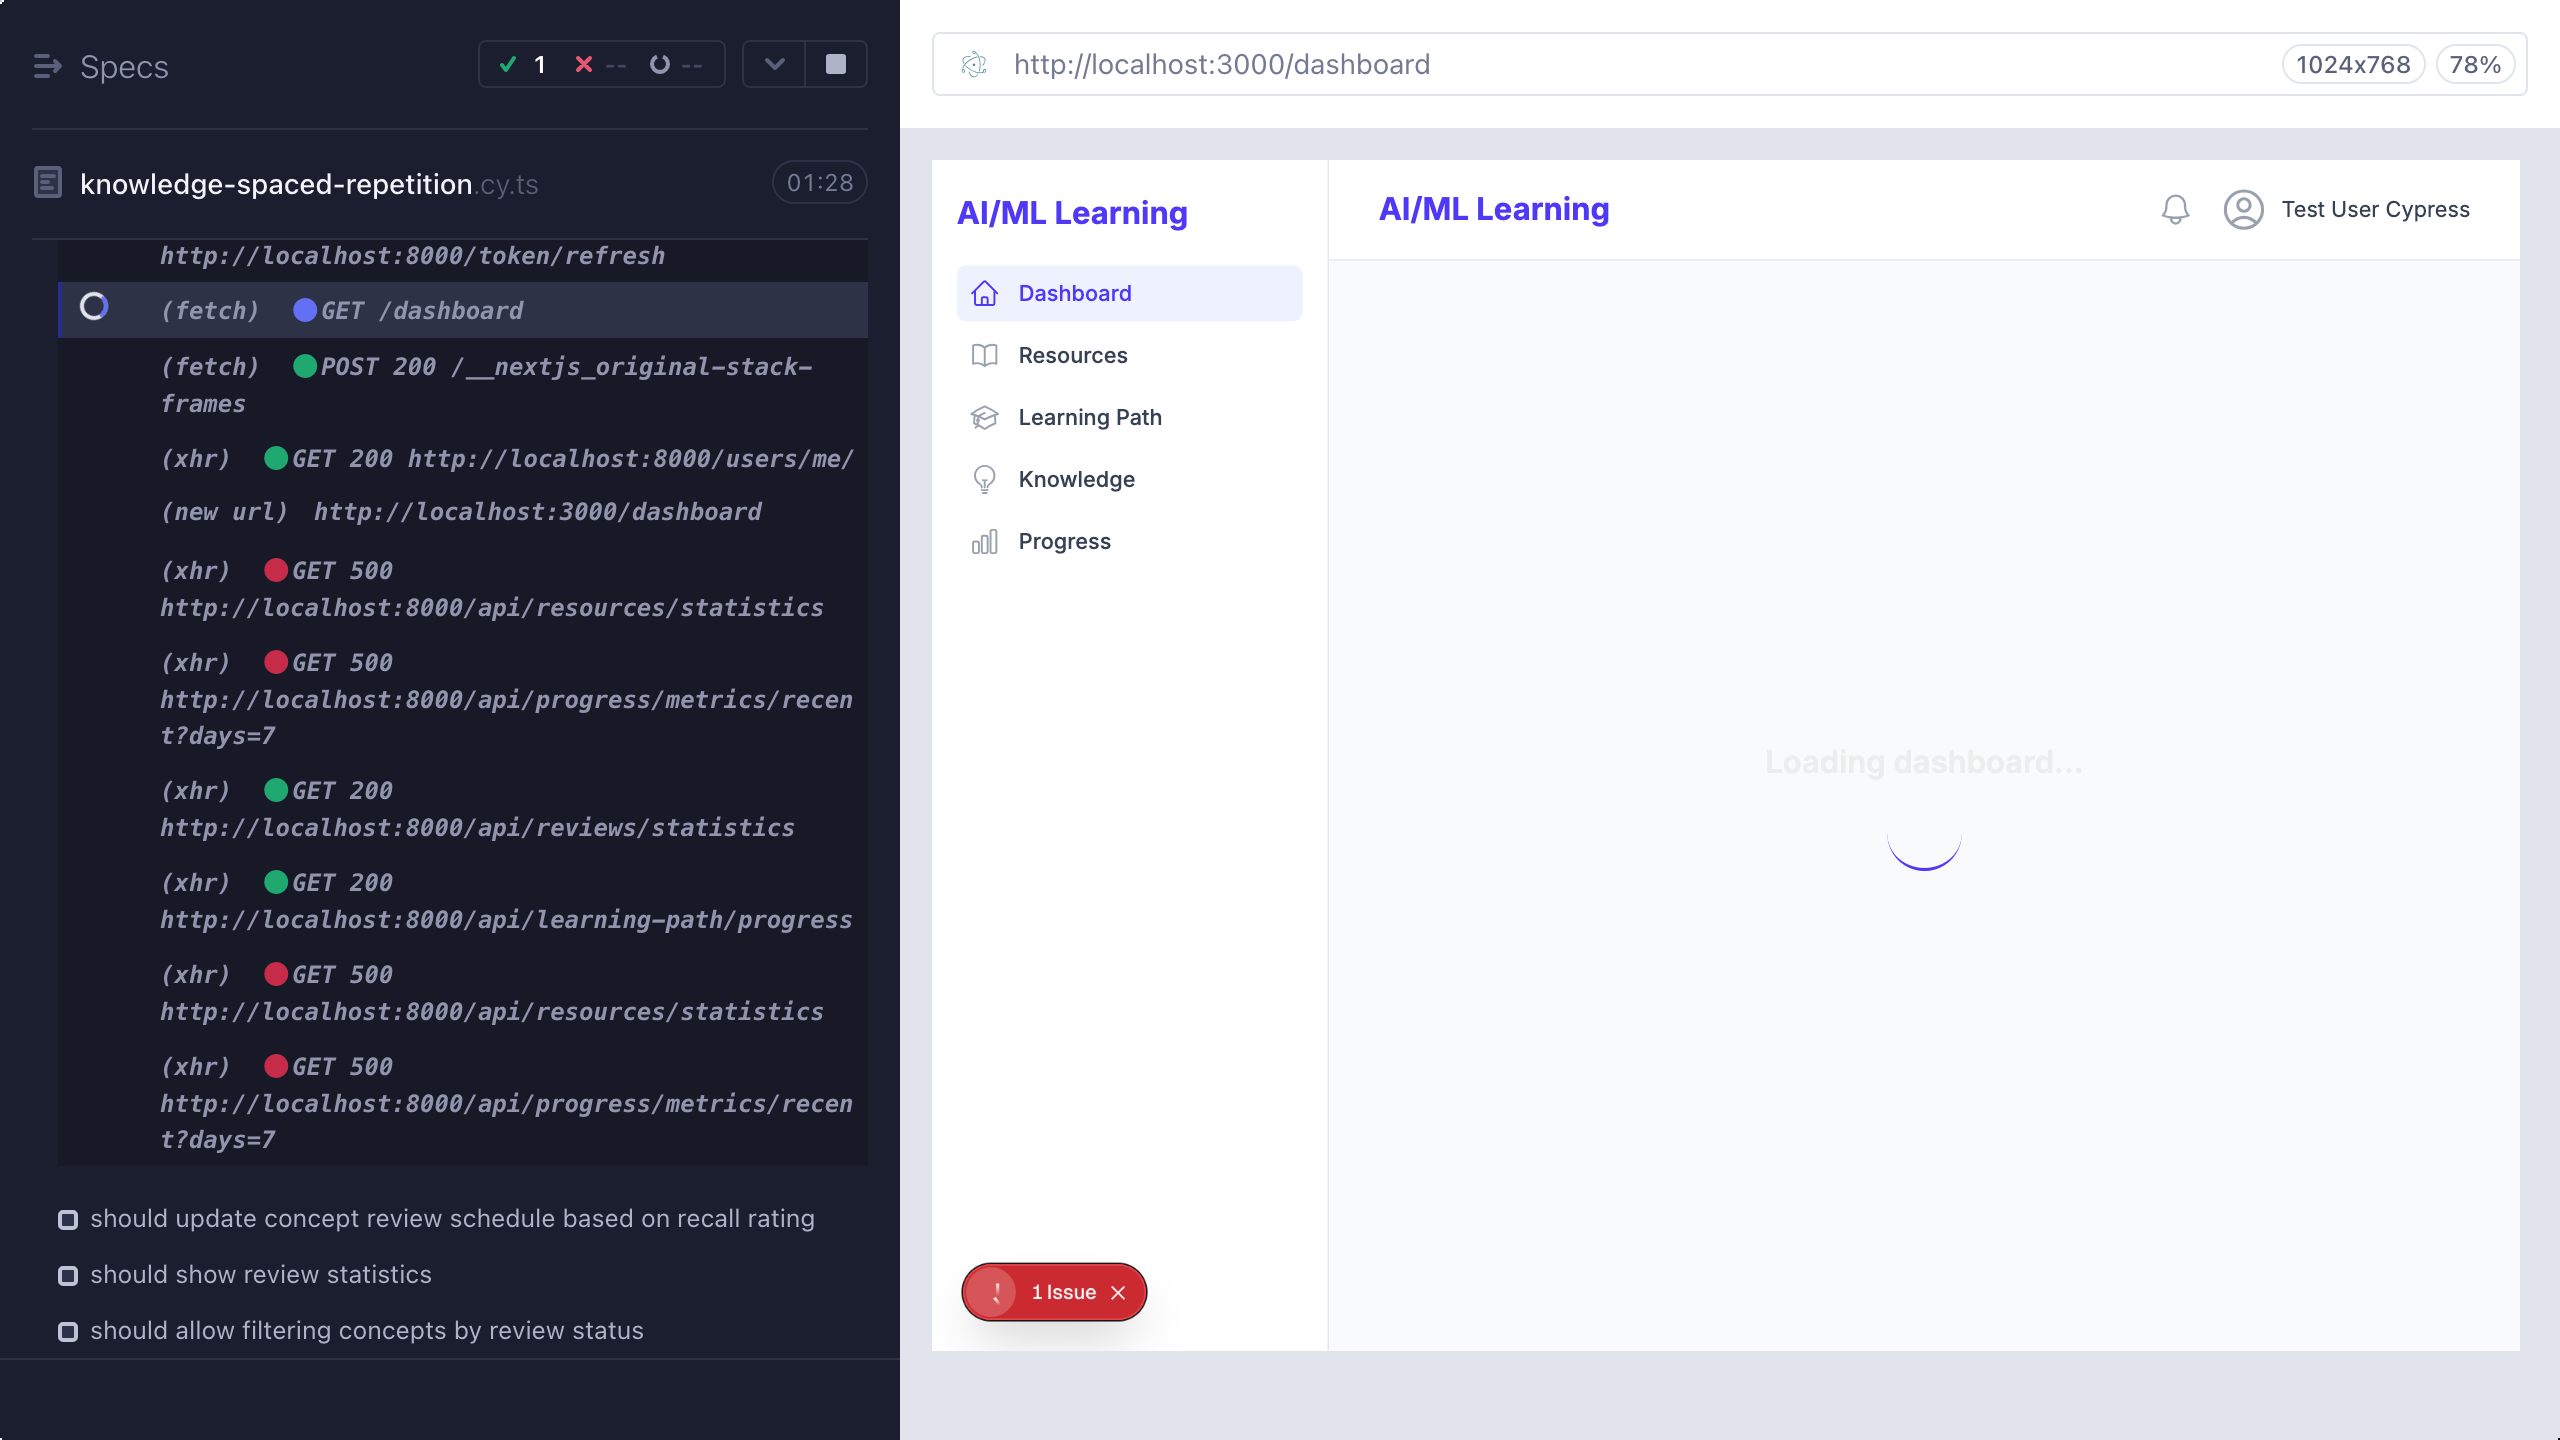 Specs
1 -- --
knowledge-spaced-repetition.cy.ts 01:28
http://localhost:8000/token/refresh
(fetch) GET /dashboard
(fetch) POST 200 /__nextjs_original-stack-
frames
(xhr) GET 200 http://localhost:8000/users/me/
(new url) http://localhost:3000/dashboard
(xhr) GET 500
http://localhost:8000/api/resources/statistics
(xhr) GET 500
http://localhost:8000/api/progress/metrics/recen
t?days=7
(xhr) GET 200
http://localhost:8000/api/reviews/statistics
(xhr) GET 200
http://localhost:8000/api/learning-path/progress
(xhr) GET 500
http://localhost:8000/api/resources/statistics
(xhr) GET 500
http://localhost:8000/api/progress/metrics/recen
t?days=7
should update concept review schedule based on recall rating
should show review statistics
should allow filtering concepts by review status
http://localhost:3000/dashboard
1024x768 78%
AI/ML Learning
Dashboard
Resources
Learning Path
Knowledge
Progress
! 1 Issue
AI/ML Learning
Test User Cypress
Loading dashboard...